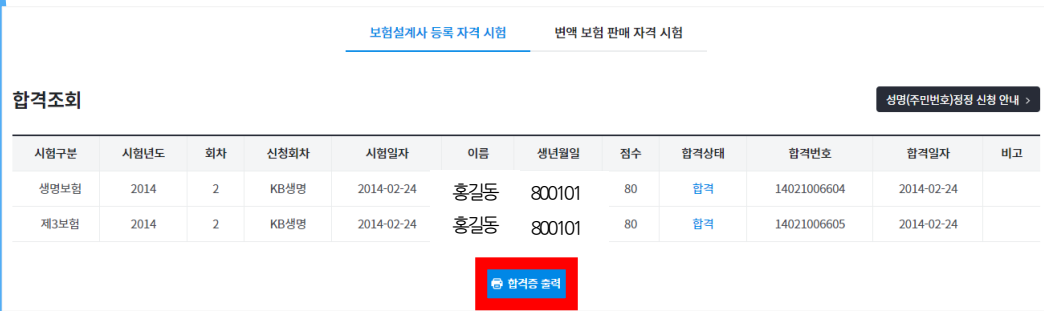 보험설계사 등록 자격 시험 변액 보험 판매 자격 시험
합격조회 성명(주민번호)정정 신청 안내 >
시험구분 시험년도 회차 신청회차 시험일자 이름 생년월일 점수 합격상태 합격번호 합격일자 비고
생명보험 2014 2 KB생명 2014-02-24 홍길동 800101 80 합격 14021006604 2014-02-24
제3보험 2014 2 KB생명 2014-02-24 홍길동 800101 80 합격 14021006605 2014-02-24
합격증 출력